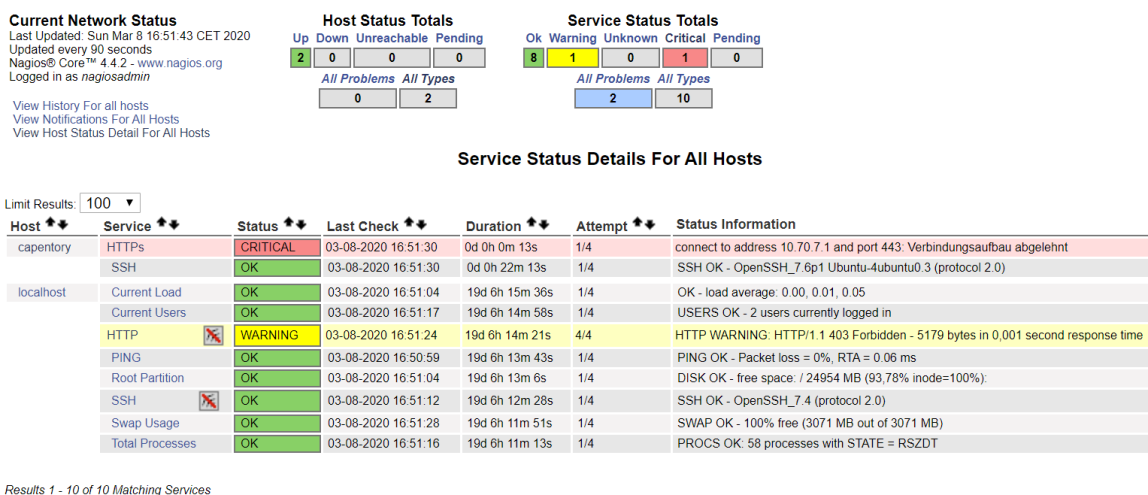 Current Network Status
Last Updated: Sun Mar 8 16:51:43 CET 2020
Updated every 90 seconds
Nagios® Core™ 4.4.2 - www.nagios.org
Logged in as nagiosadmin
View History For all hosts
View Notifications For All Hosts
View Host Status Detail For All Hosts
Host Status Totals
Up Down Unreachable Pending
2 0 0 0
All Problems All Types
0 2
Service Status Totals
Ok Warning Unknown Critical Pending
8 1 0 1 0
All Problems All Types
2 10
Service Status Details For All Hosts
Limit Results: 100
Host Service Status Last Check Duration Attempt Status Information
capentory HTTPs CRITICAL 03-08-2020 16:51:30 0d 0h 0m 13s 1/4 connect to address 10.70.7.1 and port 443: Verbindungsaufbau abgelehnt
SSH OK 03-08-2020 16:51:30 0d 0h 22m 13s 1/4 SSH OK - OpenSSH_7.6p1 Ubuntu-4ubuntu0.3 (protocol 2.0)
localhost Current Load OK 03-08-2020 16:51:04 19d 6h 15m 36s 1/4 OK - load average: 0.00, 0.01, 0.05
Current Users OK 03-08-2020 16:51:17 19d 6h 14m 58s 1/4 USERS OK - 2 users currently logged in
HTTP WARNING 03-08-2020 16:51:24 19d 6h 14m 21s 4/4 HTTP WARNING: HTTP/1.1 403 Forbidden - 5179 bytes in 0,001 second response time
PING OK 03-08-2020 16:50:59 19d 6h 13m 43s 1/4 PING OK - Packet loss = 0%, RTA = 0.06 ms
Root Partition OK 03-08-2020 16:51:04 19d 6h 13m 6s 1/4 DISK OK - free space: / 24954 MB (93,78% inode=100%):
SSH OK 03-08-2020 16:51:12 19d 6h 12m 28s 1/4 SSH OK - OpenSSH_7.4 (protocol 2.0)
Swap Usage OK 03-08-2020 16:51:28 19d 6h 11m 51s 1/4 SWAP OK - 100% free (3071 MB out of 3071 MB)
Total Processes OK 03-08-2020 16:51:16 19d 6h 11m 13s 1/4 PROCS OK: 58 processes with STATE = RSZDT
Results 1 - 10 of 10 Matching Services